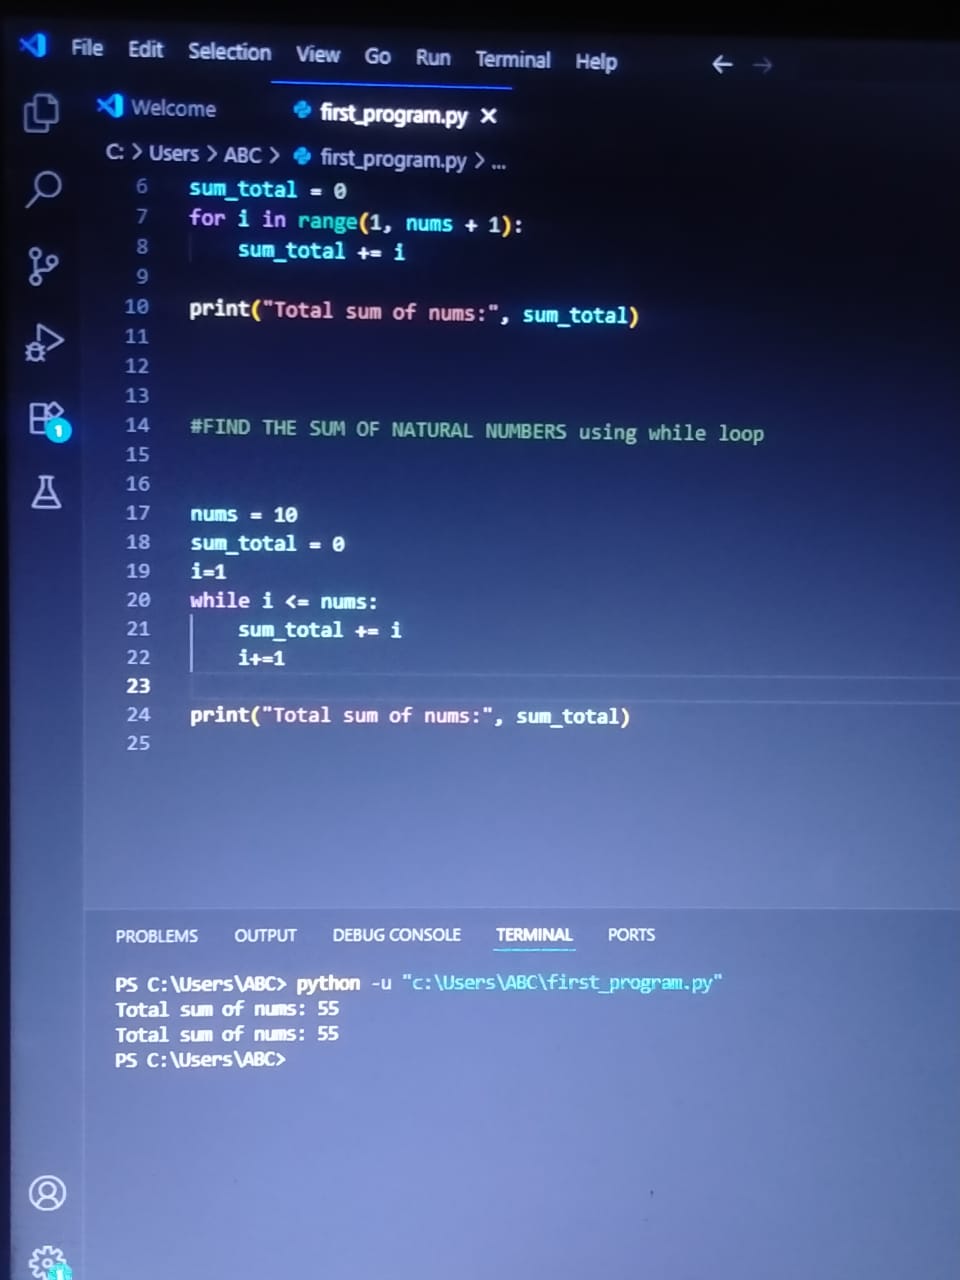 File Edit Selection View Go Run Terminal Help ← →
Welcome first_program.py ×
C: > Users > ABC > first_program.py > ...
6 sum_total = 0
7 for i in range(1, nums + 1):
8     sum_total += i
9
10 print("Total sum of nums:", sum_total)
11
12
13
14 #FIND THE SUM OF NATURAL NUMBERS using while loop
15
16
17 nums = 10
18 sum_total = 0
19 i=1
20 while i <= nums:
21     sum_total += i
22     i+=1
23
24 print("Total sum of nums:", sum_total)
25
1
PROBLEMS OUTPUT DEBUG CONSOLE TERMINAL PORTS
PS C:\Users\ABC> python -u "c:\Users\ABC\first_program.py"
Total sum of nums: 55
Total sum of nums: 55
PS C:\Users\ABC>
1